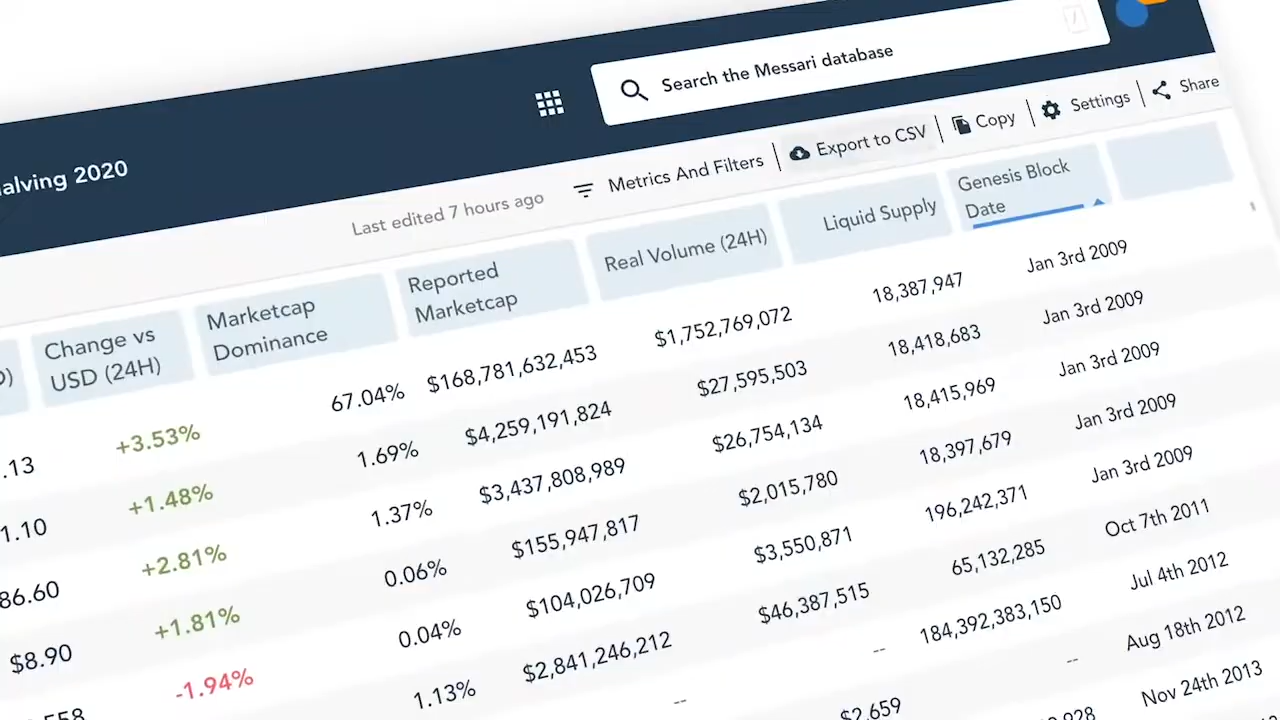 Search the Messari database
/
alving 2020
Last edited 7 hours ago
Metrics And Filters
Export to CSV
Copy
Settings
Share
Change vs
USD (24H)
Marketcap
Dominance
Reported
Marketcap
Real Volume (24H)
Liquid Supply
Genesis Block
Date
.13 +3.53% 67.04% $168,781,632,453 $1,752,769,072 18,387,947 Jan 3rd 2009
1.10 +1.48% 1.69% $4,259,191,824 $27,595,503 18,418,683 Jan 3rd 2009
86.60 +2.81% 1.37% $3,437,808,989 $26,754,134 18,415,969 Jan 3rd 2009
$8.90 +1.81% 0.06% $155,947,817 $2,015,780 18,397,679 Jan 3rd 2009
558 -1.94% 0.04% $104,026,709 $3,550,871 196,242,371 Jan 3rd 2009
1.13% $2,841,246,212 $46,387,515 65,132,285 Oct 7th 2011
-- -- 184,392,383,150 Jul 4th 2012
$2,659 -- Aug 18th 2012
9,928 Nov 24th 2013